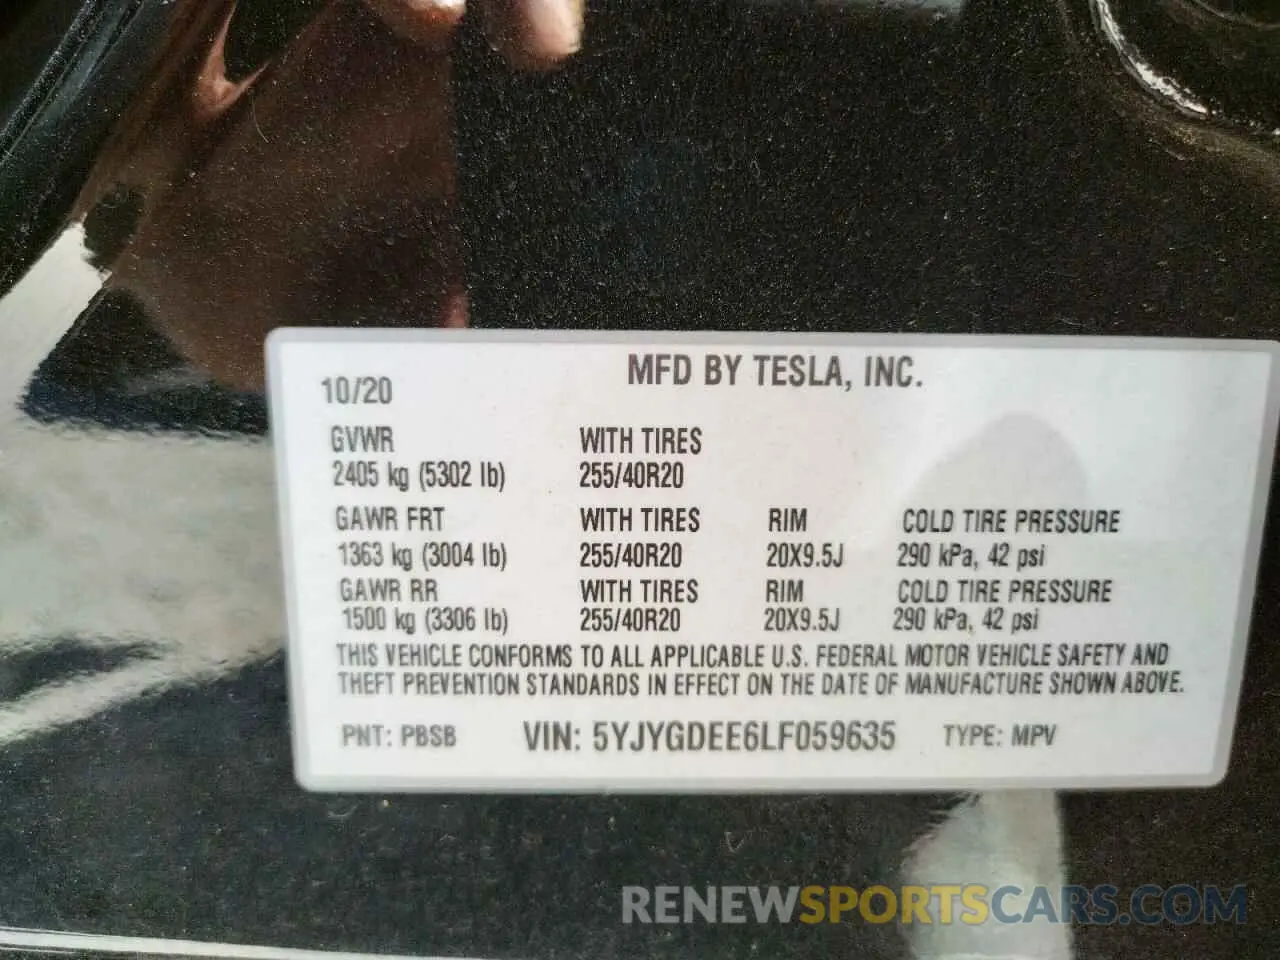 MFD BY TESLA, INC.
10/20
GVWR WITH TIRES
2405 kg (5302 lb) 255/40R20
GAWR FRT WITH TIRES RIM COLD TIRE PRESSURE
1363 kg (3004 lb) 255/40R20 20X9.5J 290 kPa, 42 psi
GAWR RR WITH TIRES RIM COLD TIRE PRESSURE
1500 kg (3306 lb) 255/40R20 20X9.5J 290 kPa, 42 psi
THIS VEHICLE CONFORMS TO ALL APPLICABLE U.S. FEDERAL MOTOR VEHICLE SAFETY AND
THEFT PREVENTION STANDARDS IN EFFECT ON THE DATE OF MANUFACTURE SHOWN ABOVE.
PNT: PBSB VIN: 5YJYGDEE6LF059635 TYPE: MPV
RENEWSPORTSCARS.COM